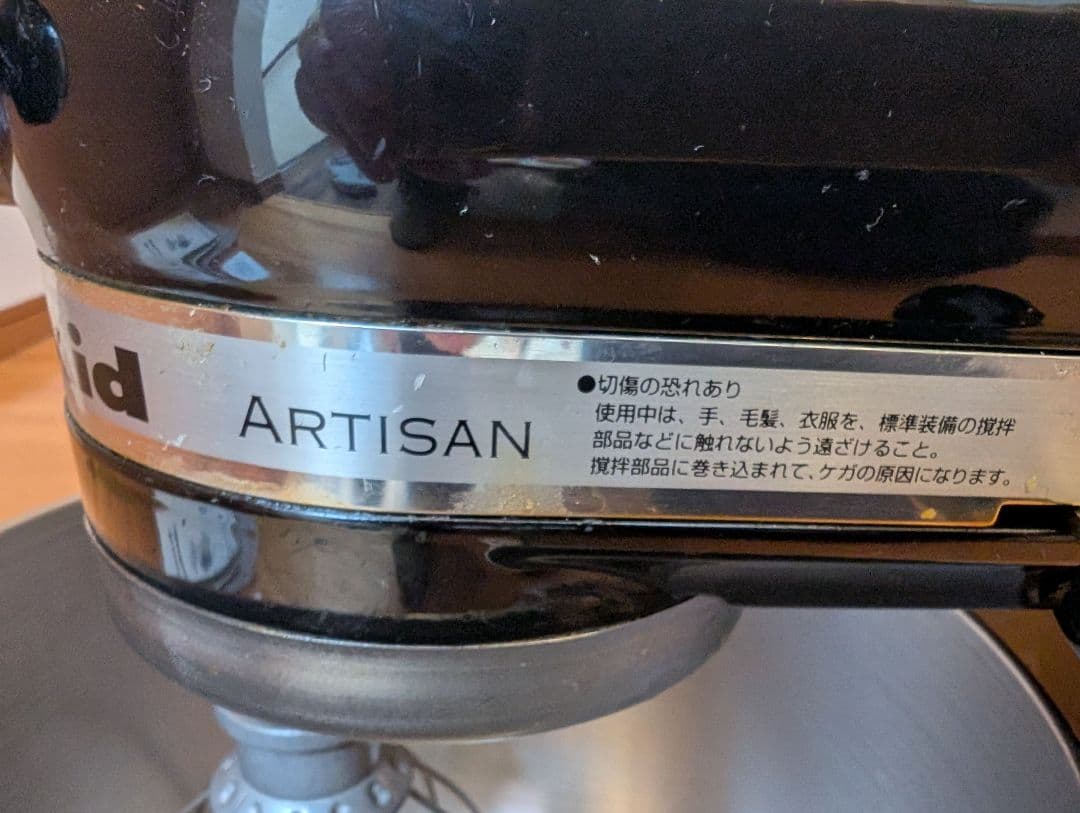 id
ARTISAN
●切傷の恐れあり
使用中は、手、毛髪、衣服を、標準装備の撹拌
部品などに触れないよう遠ざけること。
撹拌部品に巻き込まれて、ケガの原因になります。